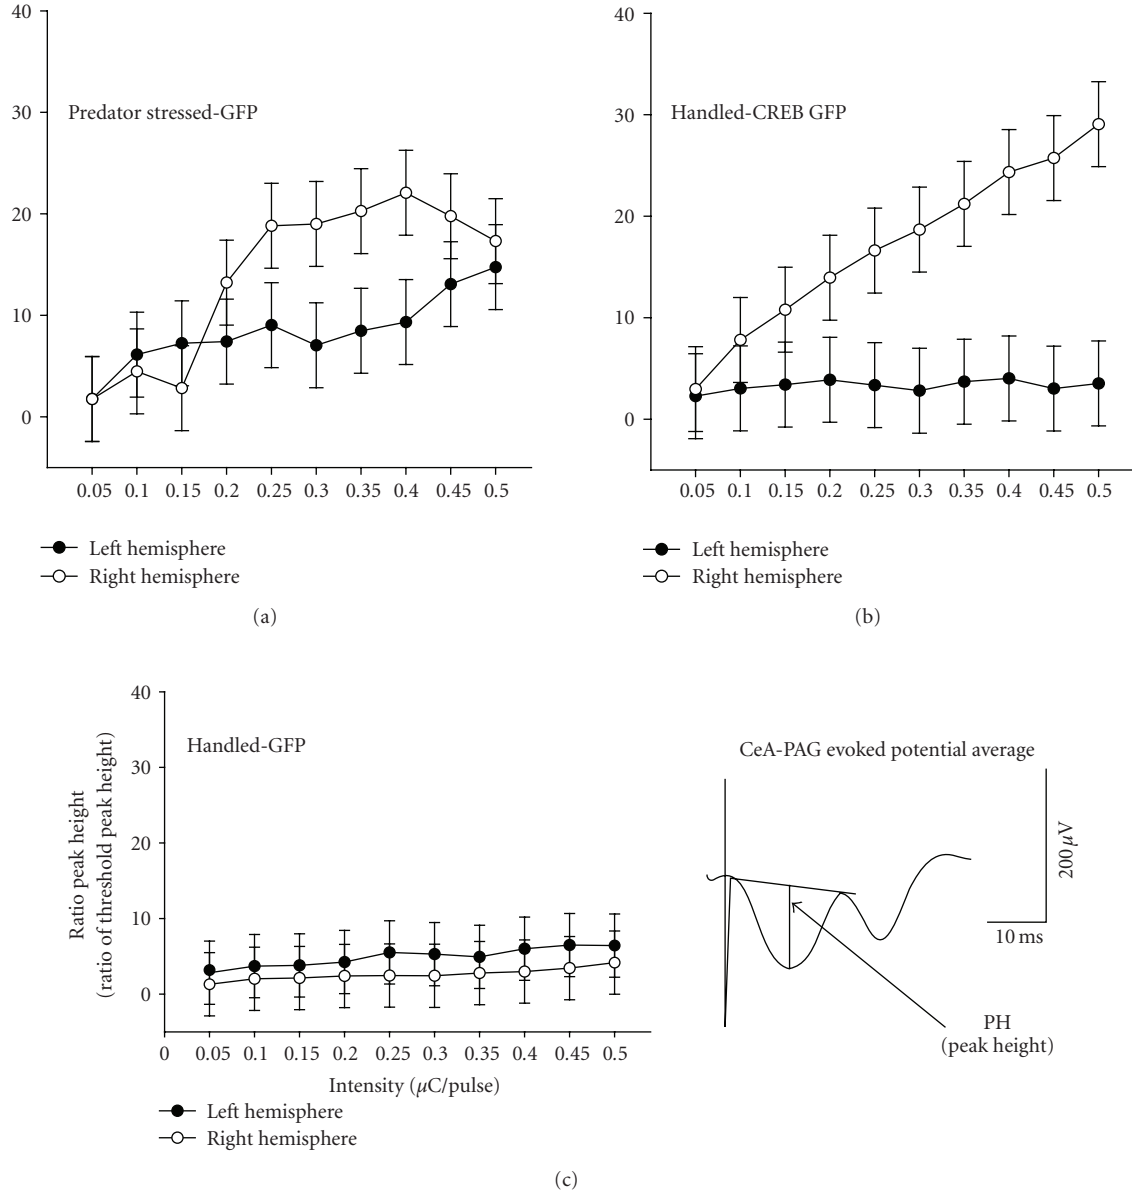 40
30
20
10
0
Predator stressed-GFP
0.05 0.1 0.15 0.2 0.25 0.3 0.35 0.4 0.45 0.5
Left hemisphere
Right hemisphere
(a)
40
30
20
10
0
Handled-CREB GFP
0.05 0.1 0.15 0.2 0.25 0.3 0.35 0.4 0.45 0.5
Left hemisphere
Right hemisphere
(b)
Ratio peak height
(ratio of threshold peak height)
40
30
20
10
0
Handled-GFP
0 0.05 0.1 0.15 0.2 0.25 0.3 0.35 0.4 0.45 0.5
Intensity (μC/pulse)
Left hemisphere
Right hemisphere
CeA-PAG evoked potential average
200 μV
10 ms
PH
(peak height)
(c)